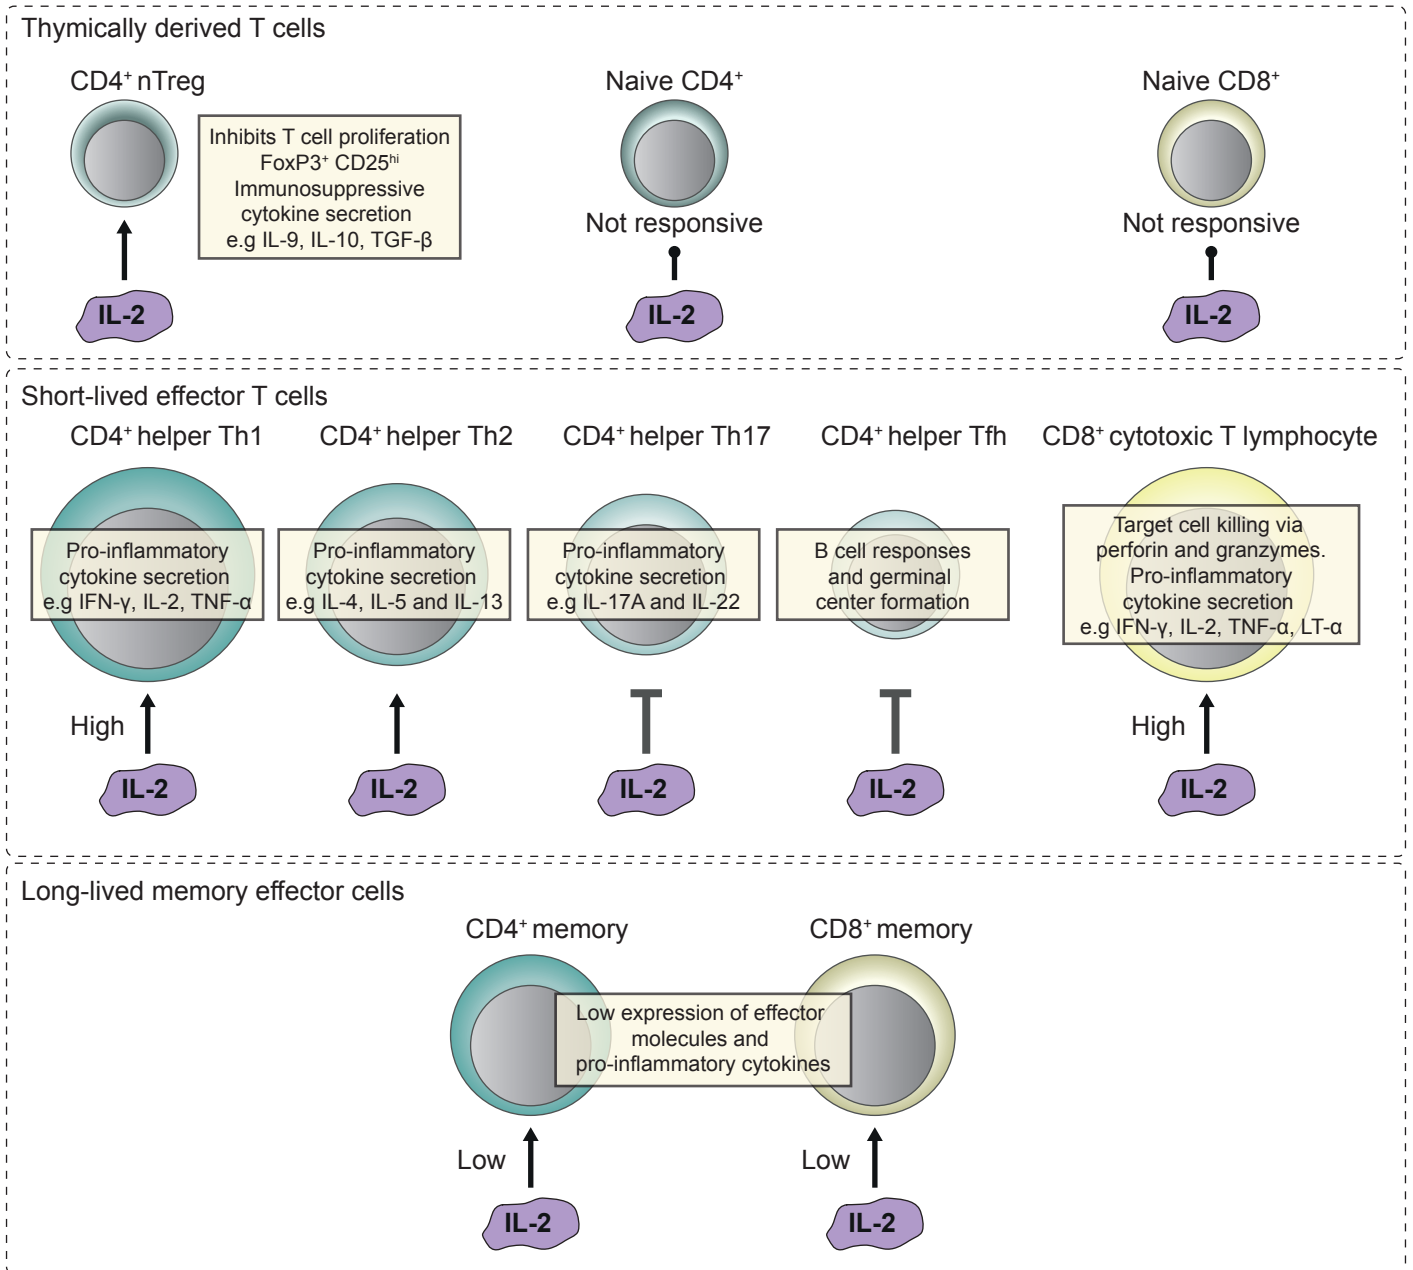 Thymically derived T cells
CD4⁺ nTreg
Inhibits T cell proliferation
FoxP3⁺ CD25ʰⁱ
Immunosuppressive
cytokine secretion
e.g IL-9, IL-10, TGF-β
IL-2
Naive CD4⁺
Not responsive
IL-2
Naive CD8⁺
Not responsive
IL-2
Short-lived effector T cells
CD4⁺ helper Th1
Pro-inflammatory
cytokine secretion
e.g IFN-γ, IL-2, TNF-α
High
IL-2
CD4⁺ helper Th2
Pro-inflammatory
cytokine secretion
e.g IL-4, IL-5 and IL-13
IL-2
CD4⁺ helper Th17
Pro-inflammatory
cytokine secretion
e.g IL-17A and IL-22
IL-2
CD4⁺ helper Tfh
B cell responses
and germinal
center formation
IL-2
CD8⁺ cytotoxic T lymphocyte
Target cell killing via
perforin and granzymes.
Pro-inflammatory
cytokine secretion
e.g IFN-γ, IL-2, TNF-α, LT-α
High
IL-2
Long-lived memory effector cells
CD4⁺ memory
CD8⁺ memory
Low expression of effector
molecules and
pro-inflammatory cytokines
Low
IL-2
Low
IL-2